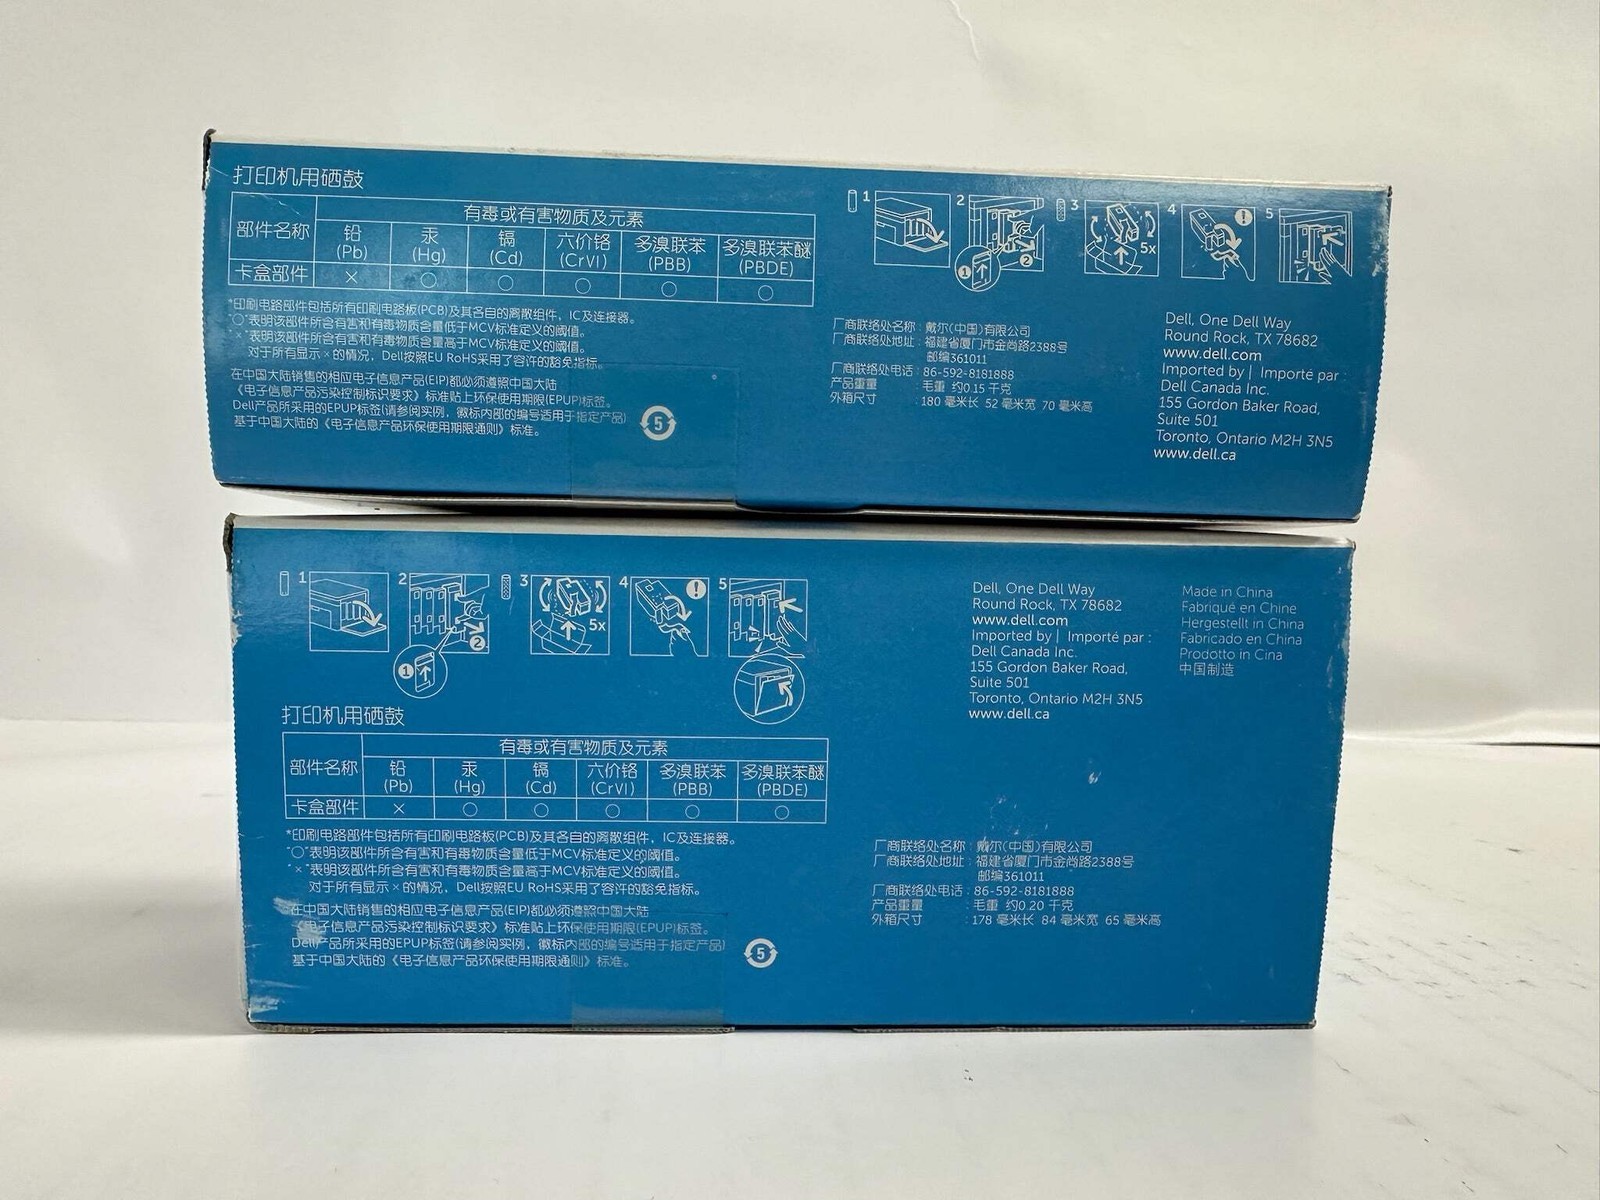 打印机用硒鼓
部件名称 有毒或有害物质及元素
铅 汞 镉 六价铬 多溴联苯 多溴联苯醚
(Pb) (Hg) (Cd) (CrVI) (PBB) (PBDE)
卡盒部件 × ○ ○ ○ ○ ○
*印刷电路部件包括所有印刷电路板(PCB)及其各自的离散组件，IC及连接器。
"○"表明该部件所含有害和有毒物质含量低于MCV标准定义的阈值。
"×"表明该部件所含有害和有毒物质含量高于MCV标准定义的阈值。
对于所有显示 × 的情况，Dell按照EU RoHS采用了容许的豁免指标。
在中国大陆销售的相应电子信息产品(EIP)都必须遵照中国大陆
《电子信息产品污染控制标识要求》标准贴上环保使用期限(EPUP)标签。
Dell产品所采用的EPUP标签(请参阅实例，徽标内部的编号适用于指定产品)
基于中国大陆的《电子信息产品环保使用期限通则》标准。
5
1 2 3 4 5
1 2 5x !
厂商联络处名称 : 戴尔(中国)有限公司
厂商联络处地址 : 福建省厦门市金尚路2388号
邮编361011
厂商联络处电话 : 86-592-8181888
产品重量 : 毛重 约0.15 千克
外箱尺寸 : 180 毫米长 52 毫米宽 70 毫米高
Dell, One Dell Way
Round Rock, TX 78682
www.dell.com
Imported by | Importé par :
Dell Canada Inc.
155 Gordon Baker Road,
Suite 501
Toronto, Ontario M2H 3N5
www.dell.ca
1 2 3 4 5
1 2 5x !
Dell, One Dell Way
Round Rock, TX 78682
www.dell.com
Imported by | Importé par :
Dell Canada Inc.
155 Gordon Baker Road,
Suite 501
Toronto, Ontario M2H 3N5
www.dell.ca
Made in China
Fabriqué en Chine
Hergestellt in China
Fabricado en China
Prodotto in Cina
中国制造
打印机用硒鼓
部件名称 有毒或有害物质及元素
铅 汞 镉 六价铬 多溴联苯 多溴联苯醚
(Pb) (Hg) (Cd) (CrVI) (PBB) (PBDE)
卡盒部件 × ○ ○ ○ ○ ○
*印刷电路部件包括所有印刷电路板(PCB)及其各自的离散组件，IC及连接器。
"○"表明该部件所含有害和有毒物质含量低于MCV标准定义的阈值。
"×"表明该部件所含有害和有毒物质含量高于MCV标准定义的阈值。
对于所有显示 × 的情况，Dell按照EU RoHS采用了容许的豁免指标。
在中国大陆销售的相应电子信息产品(EIP)都必须遵照中国大陆
《电子信息产品污染控制标识要求》标准贴上环保使用期限(EPUP)标签。
Dell产品所采用的EPUP标签(请参阅实例，徽标内部的编号适用于指定产品)
基于中国大陆的《电子信息产品环保使用期限通则》标准。
5
厂商联络处名称 : 戴尔(中国)有限公司
厂商联络处地址 : 福建省厦门市金尚路2388号
邮编361011
厂商联络处电话 : 86-592-8181888
产品重量 : 毛重 约0.20 千克
外箱尺寸 : 178 毫米长 84 毫米宽 65 毫米高